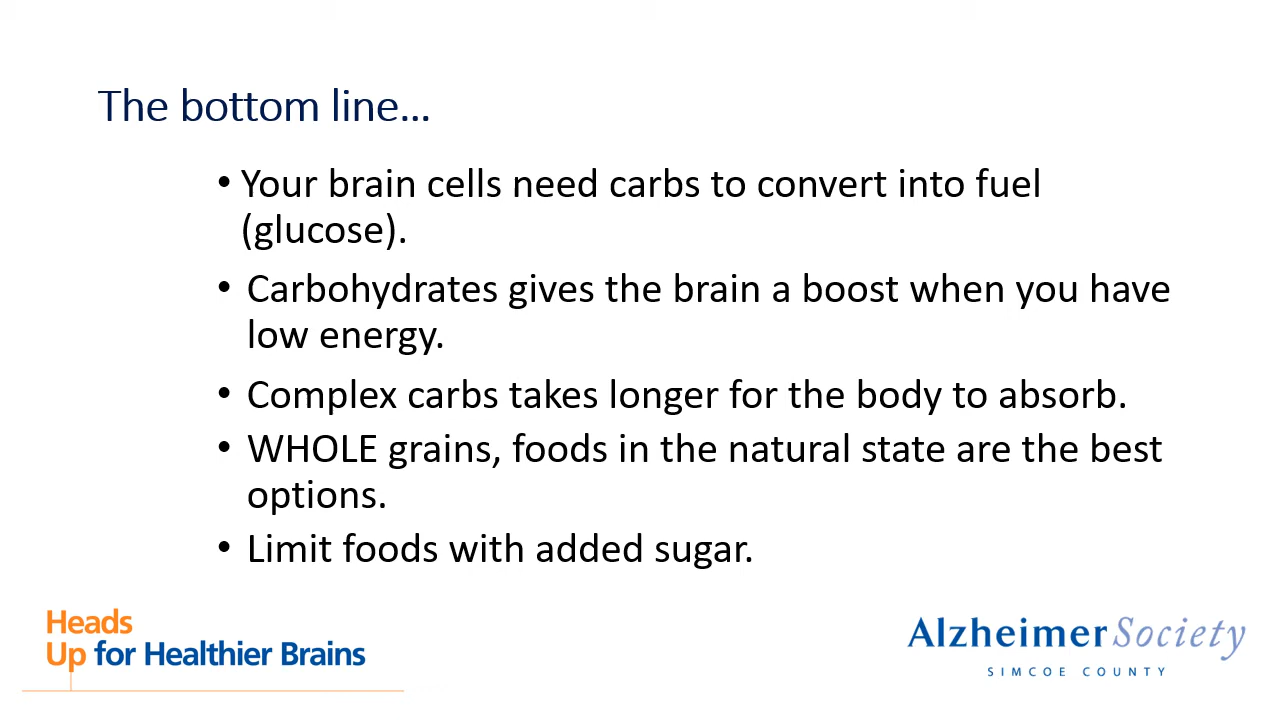 The bottom line…
• Your brain cells need carbs to convert into fuel
(glucose).
• Carbohydrates gives the brain a boost when you have
low energy.
• Complex carbs takes longer for the body to absorb.
• WHOLE grains, foods in the natural state are the best
options.
• Limit foods with added sugar.
Heads
Up for Healthier Brains
Alzheimer Society
SIMCOE COUNTY